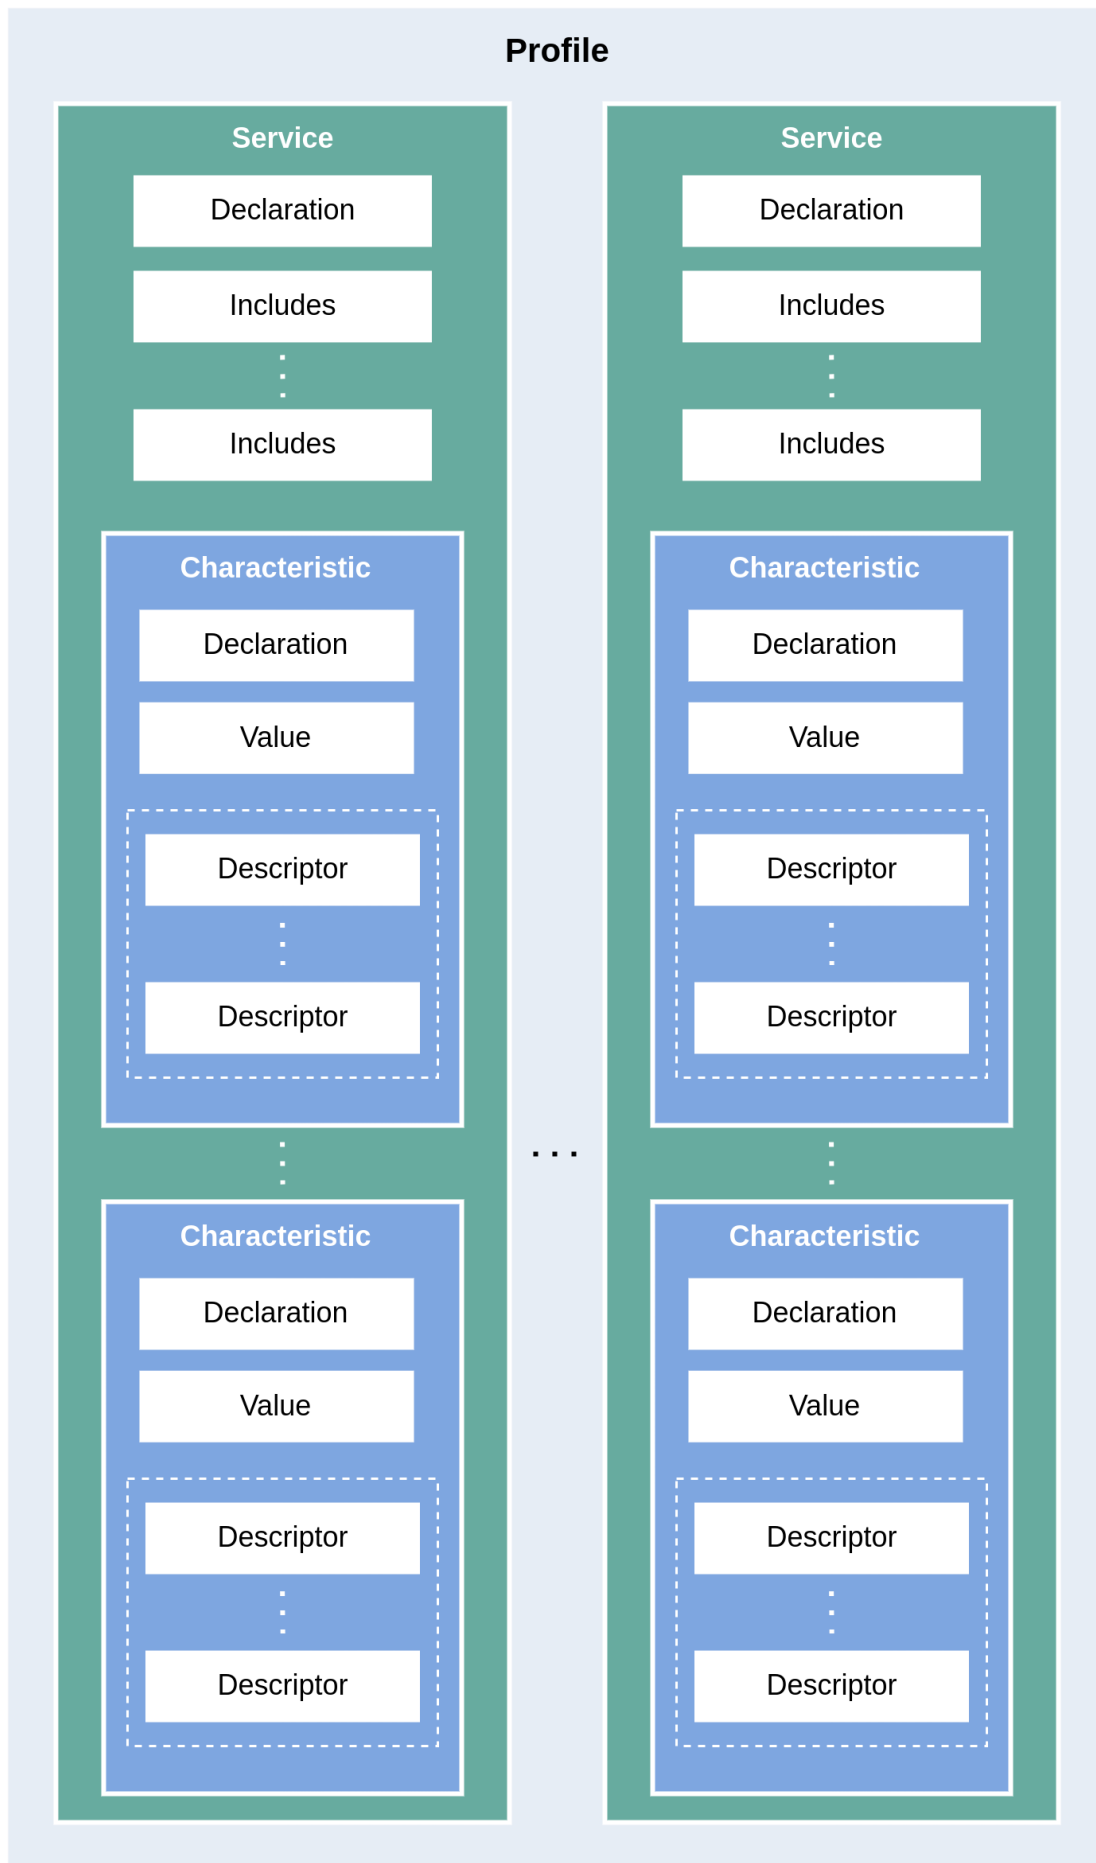 Profile
Service
Declaration
Includes
.
.
.
Includes
Characteristic
Declaration
Value
Descriptor
.
.
.
Descriptor
.
.
.
Characteristic
Declaration
Value
Descriptor
.
.
.
Descriptor
. . .
Service
Declaration
Includes
.
.
.
Includes
Characteristic
Declaration
Value
Descriptor
.
.
.
Descriptor
.
.
.
Characteristic
Declaration
Value
Descriptor
.
.
.
Descriptor